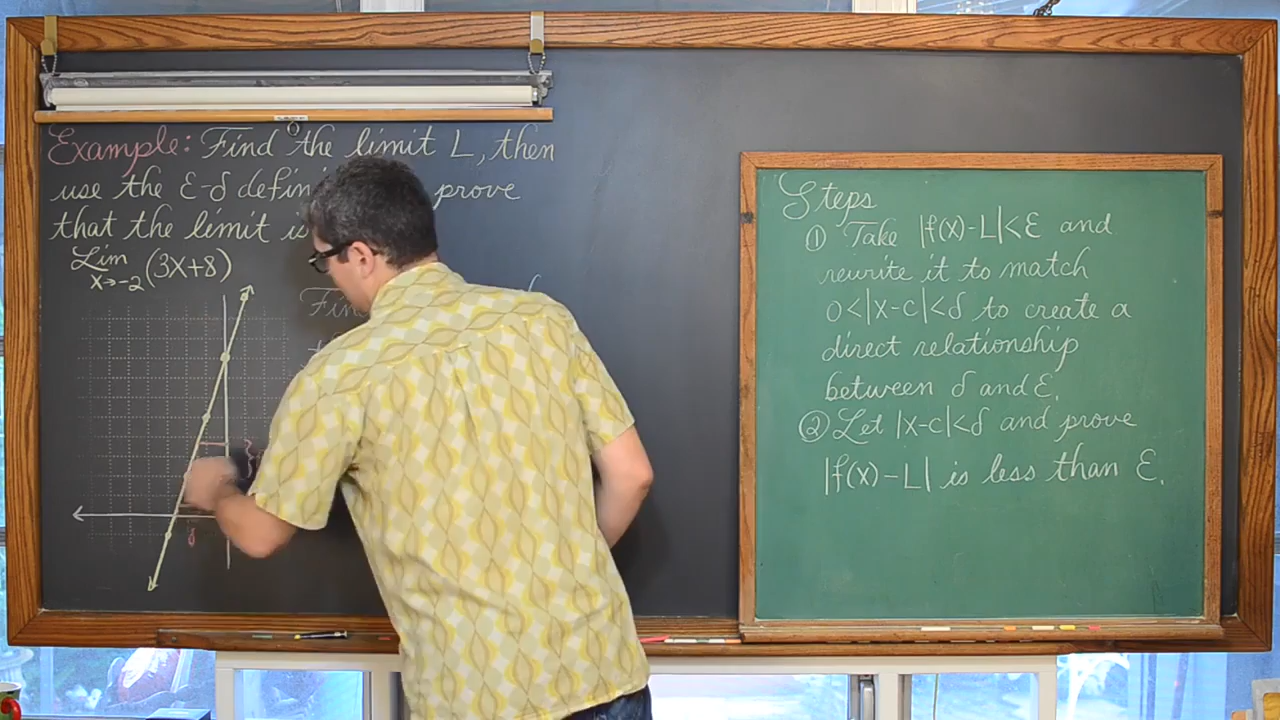 Example: Find the limit L, then
use the ε-δ defini prove
that the limit is
Lim (3x+8)
x→-2
Find
δ
Steps
① Take |f(x)-L|<ε and
rewrite it to match
0<|x-c|<δ to create a
direct relationship
between δ and ε.
② Let |x-c|<δ and prove
|f(x)-L| is less than ε.